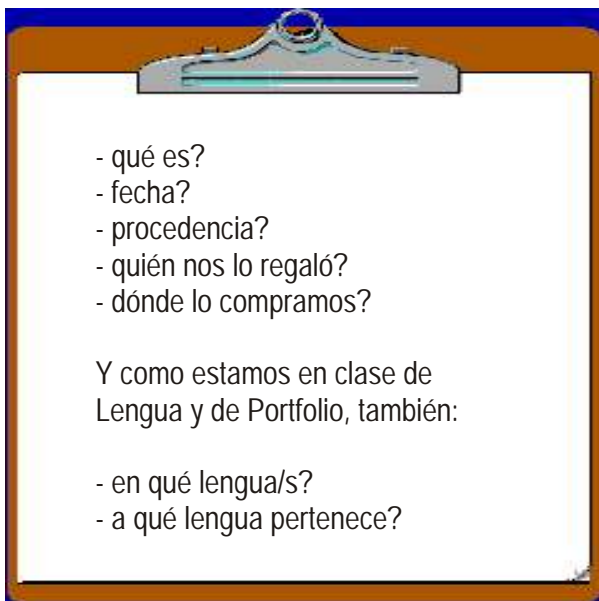 - qué es?
- fecha?
- procedencia?
- quién nos lo regaló?
- dónde lo compramos?
Y como estamos en clase de
Lengua y de Portfolio, también:
- en qué lengua/s?
- a qué lengua pertenece?